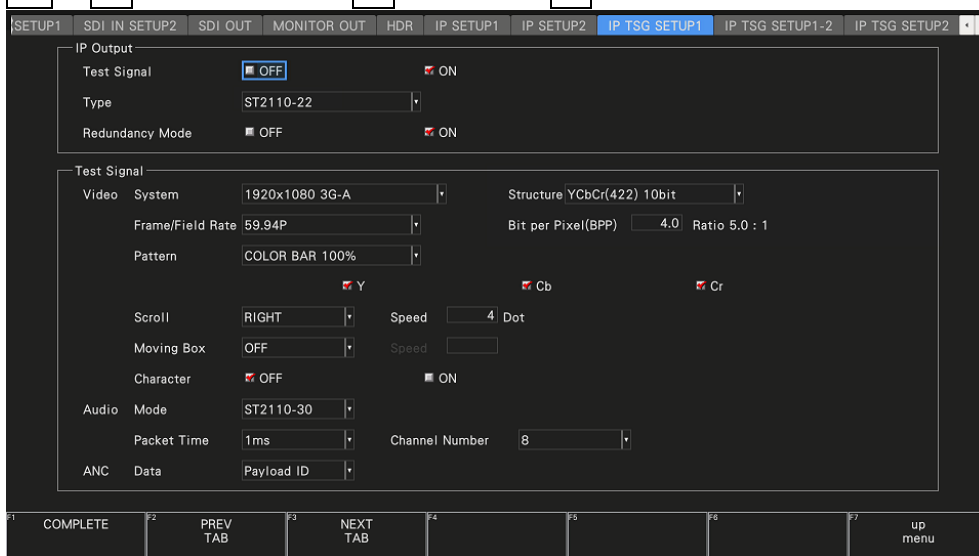 SETUP1 SDI IN SETUP2 SDI OUT MONITOR OUT HDR IP SETUP1 IP SETUP2 IP TSG SETUP1 IP TSG SETUP1-2 IP TSG SETUP2
IP Output
Test Signal OFF ON
Type ST2110-22
Redundancy Mode OFF ON
Test Signal
Video System 1920x1080 3G-A Structure YCbCr(422) 10bit
Frame/Field Rate 59.94P Bit per Pixel(BPP) 4.0 Ratio 5.0 : 1
Pattern COLOR BAR 100%
Y Cb Cr
Scroll RIGHT Speed 4 Dot
Moving Box OFF Speed
Character OFF ON
Audio Mode ST2110-30
Packet Time 1ms Channel Number 8
ANC Data Payload ID
F1 COMPLETE F2 PREV TAB F3 NEXT TAB F4 F5 F6 F7 up menu